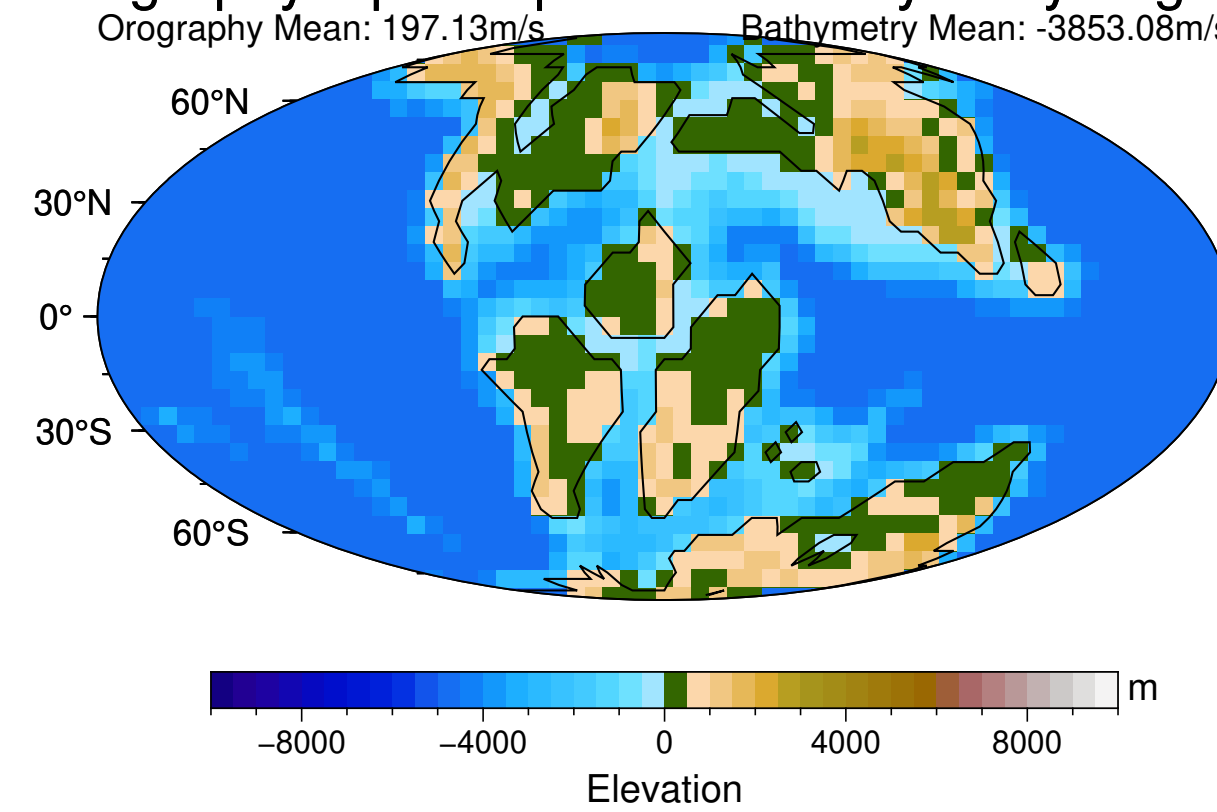 Orography Mean: 197.13m/s Bathymetry Mean: -3853.08m/s
60°N
30°N
0°
30°S
60°S
m
−8000 −4000 0 4000 8000
Elevation